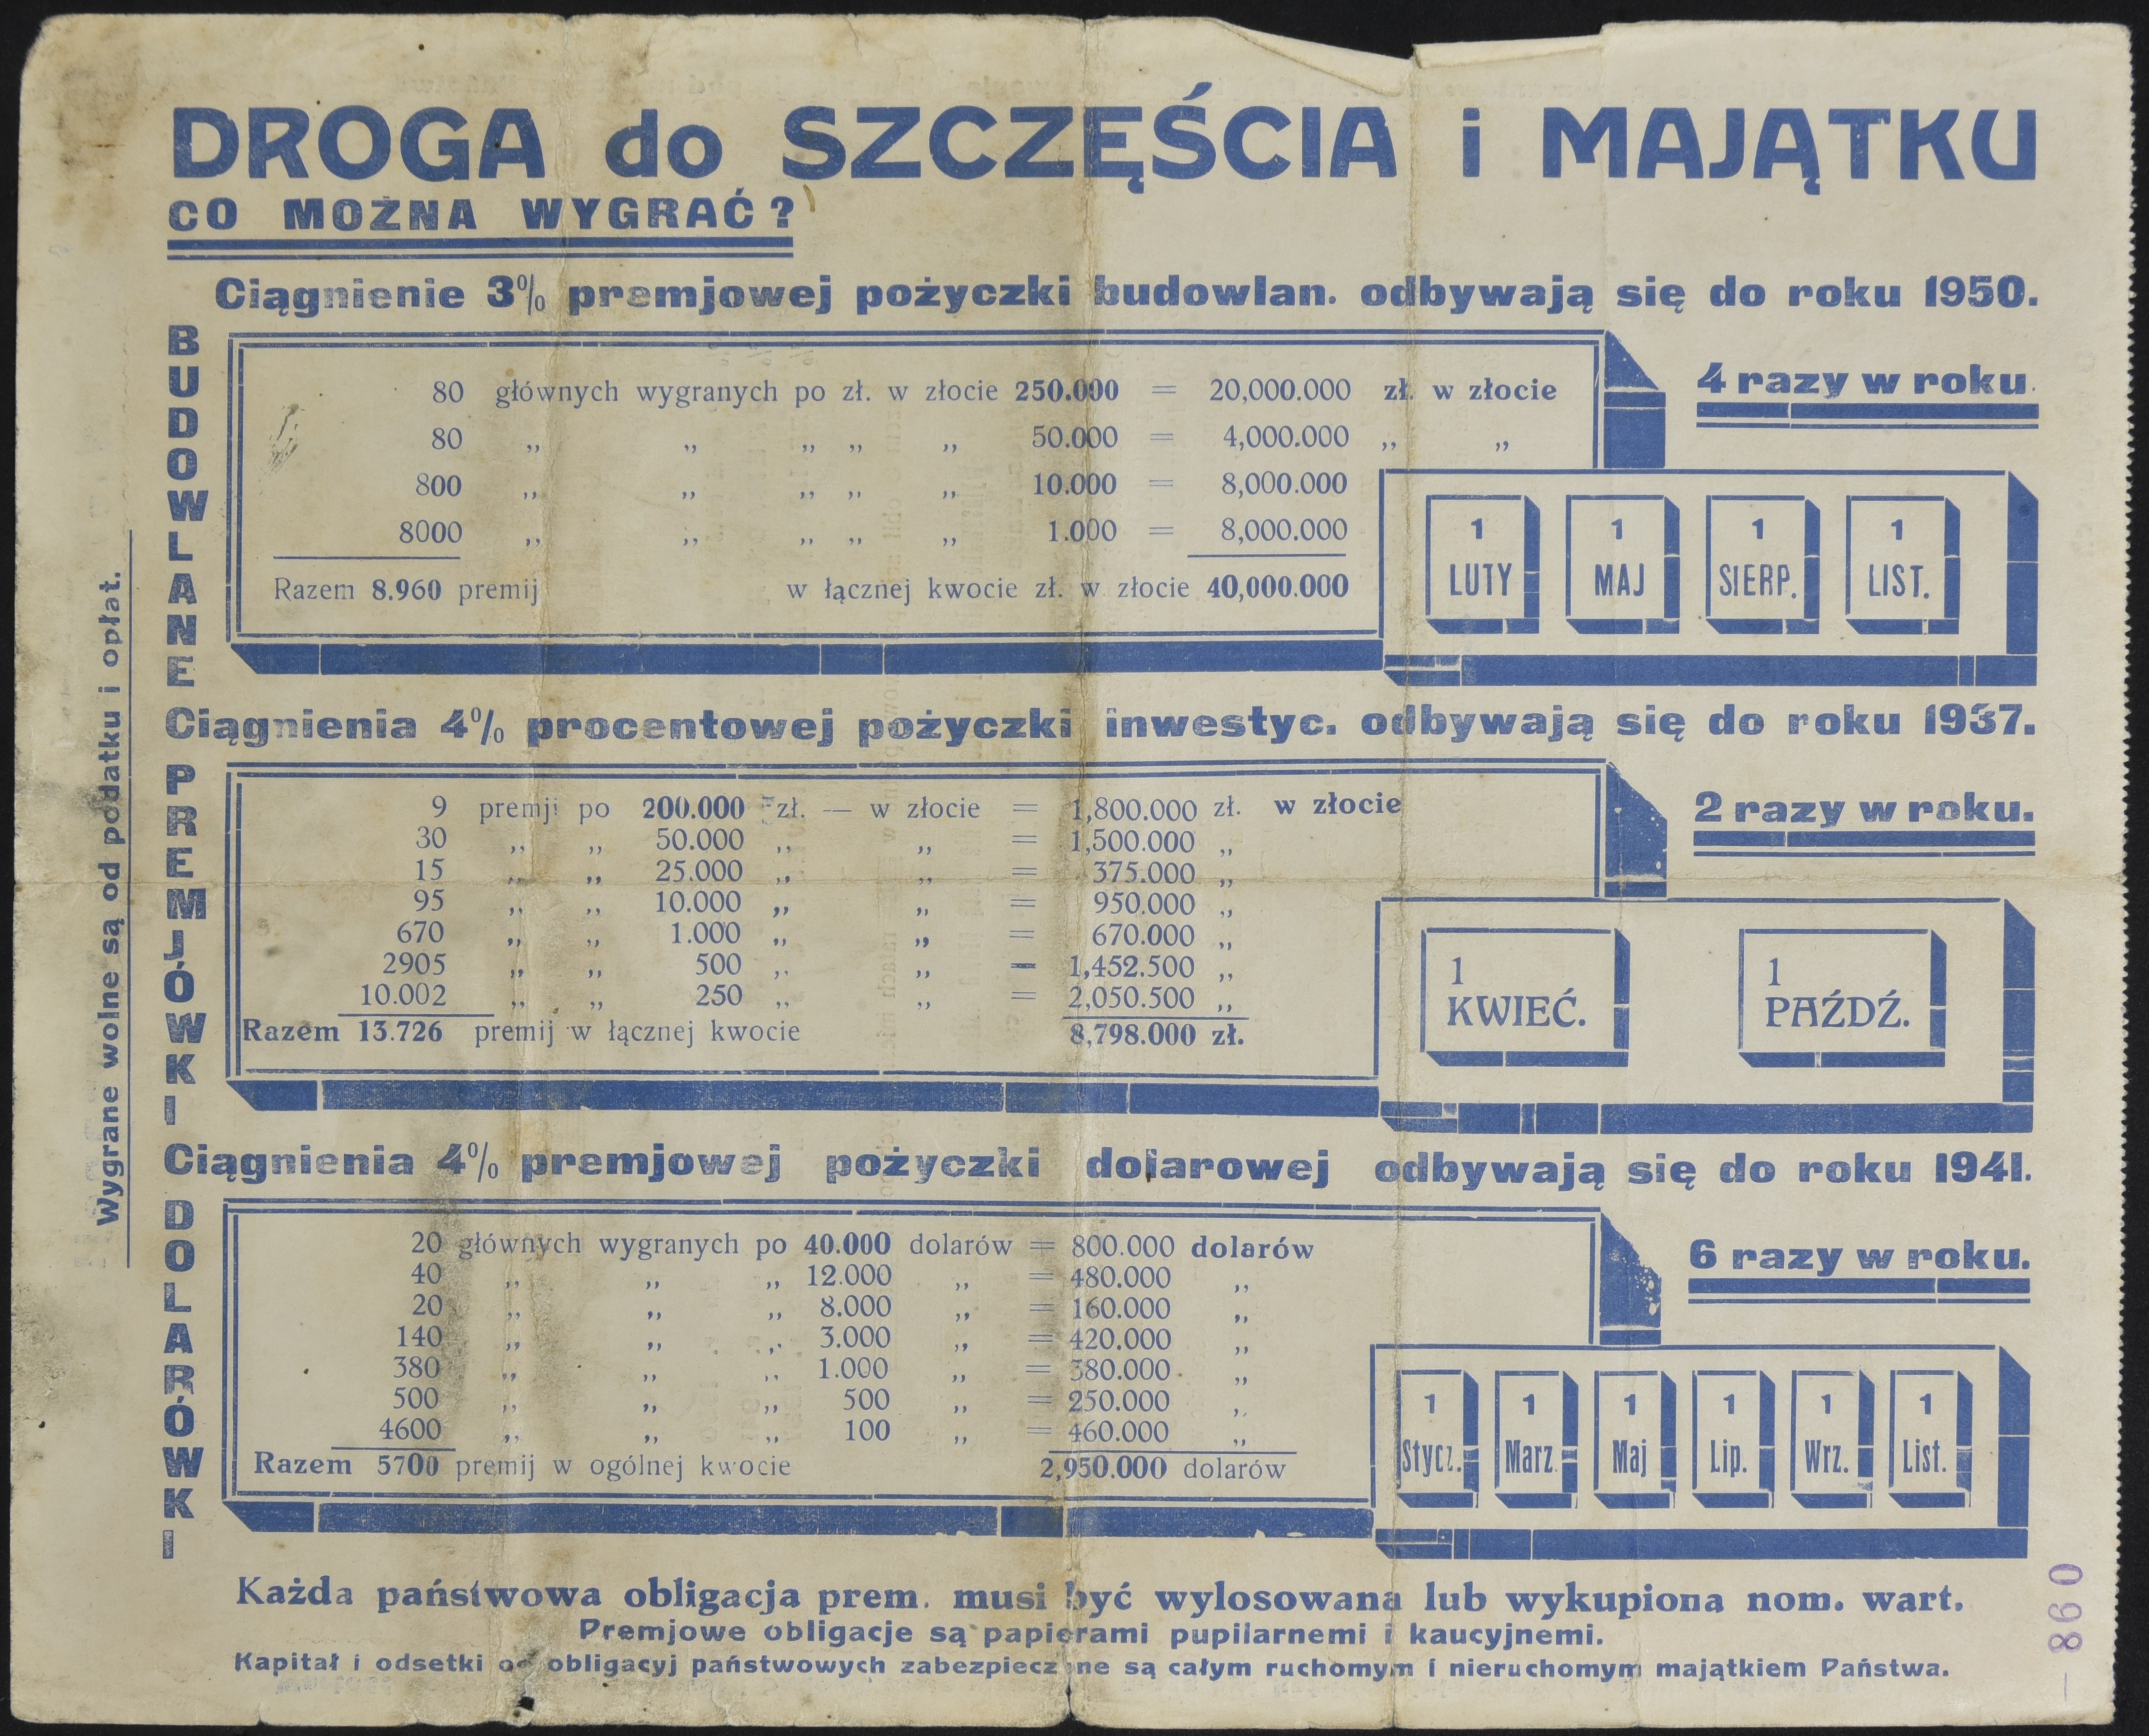 DROGA do SZCZĘŚCIA i MAJĄTKU
CO MOŻNA WYGRAĆ?
Ciągnienie 3% premjowej pożyczki budowlan. odbywają się do roku 1950.
BUDOWLANE
80 głównych wygranych po zł. w złocie 250.000 = 20,000.000 zł. w złocie
80 „ „ „ „ „ 50.000 = 4,000.000 „ „
800 „ „ „ „ „ 10.000 = 8,000.000
8000 „ „ „ „ „ 1.000 = 8,000.000
Razem 8.960 premij w łącznej kwocie zł. w złocie 40,000.000
4 razy w roku.
1 LUTY
1 MAJ
1 SIERP.
1 LIST.
Ciągnienia 4% procentowej pożyczki inwestyc. odbywają się do roku 1937.
PREMJÓWKI
9 premji po 200.000 zł. — w złocie = 1,800.000 zł. w złocie
30 „ „ 50.000 „ „ = 1,500.000 „
15 „ „ 25.000 „ „ = 375.000 „
95 „ „ 10.000 „ „ = 950.000 „
670 „ „ 1.000 „ „ = 670.000 „
2905 „ „ 500 „ „ = 1,452.500 „
10.002 „ „ 250 „ „ = 2,050.500 „
Razem 13.726 premij w łącznej kwocie 8,798.000 zł.
2 razy w roku.
1 KWIEĆ.
1 PAŹDŹ.
Ciągnienia 4% premjowej pożyczki dolarowej odbywają się do roku 1941.
DOLARÓWKI
20 głównych wygranych po 40.000 dolarów = 800.000 dolarów
40 „ „ „ 12.000 „ = 480.000 „
20 „ „ „ 8.000 „ = 160.000 „
140 „ „ „ 3.000 „ = 420.000 „
380 „ „ „ 1.000 „ = 380.000 „
500 „ „ „ 500 „ = 250.000 „
4600 „ „ „ 100 „ = 460.000 „
Razem 5700 premij w ogólnej kwocie 2,950.000 dolarów
6 razy w roku.
1 Stycz.
1 Marz.
1 Maj
1 Lip.
1 Wrz.
1 List.
Wygrane wolne są od podatku i opłat.
Każda państwowa obligacja prem. musi być wylosowana lub wykupiona nom. wart.
Premjowe obligacje są papierami pupilarnemi i kaucyjnemi.
Kapitał i odsetki od obligacyj państwowych zabezpieczone są całym ruchomym i nieruchomym majątkiem Państwa.
— 860